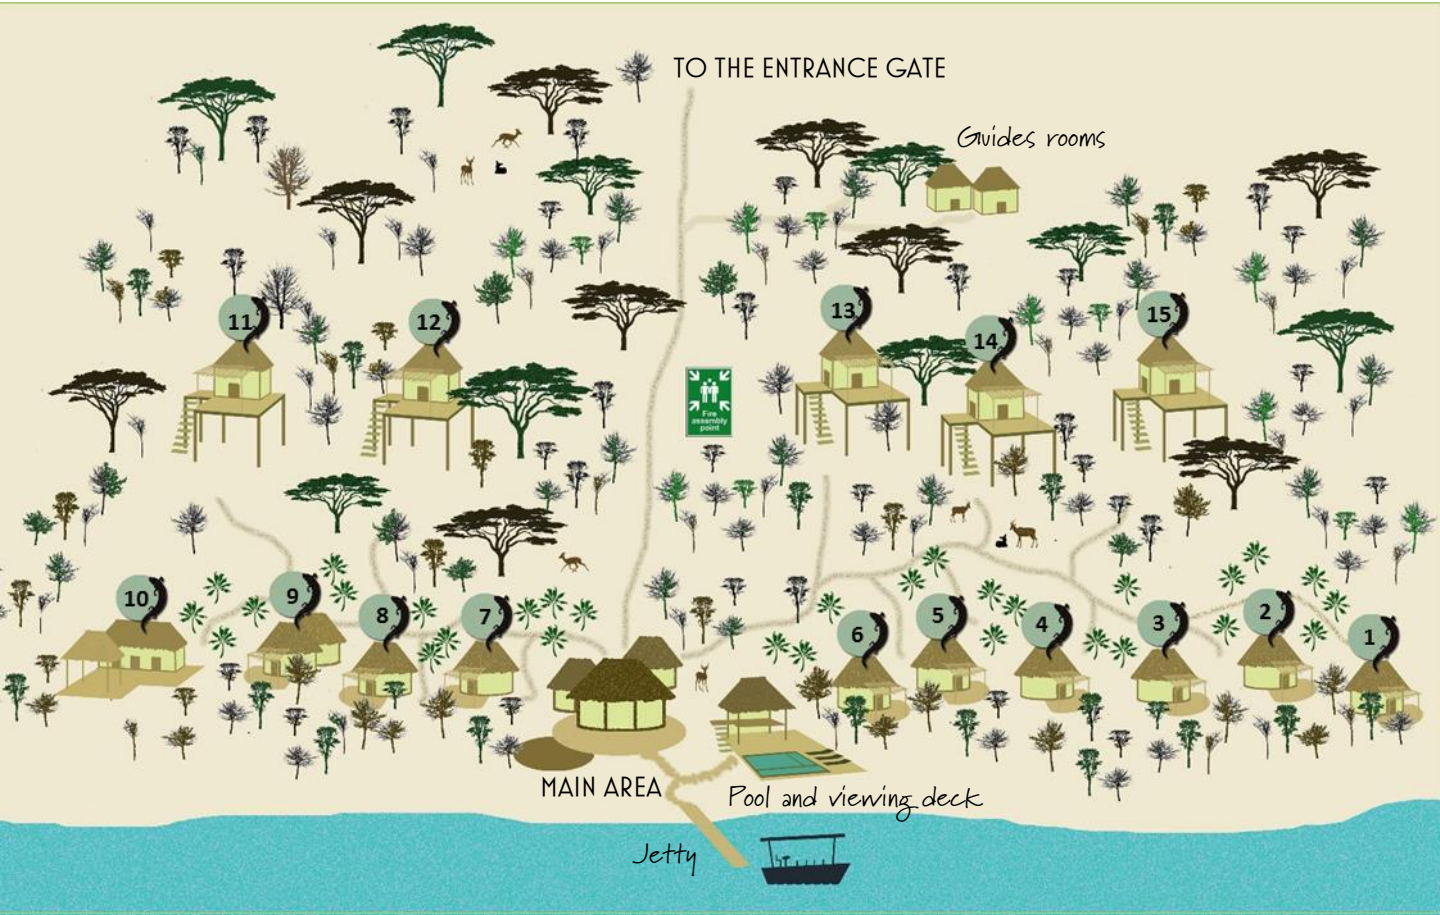 TO THE ENTRANCE GATE
Guides rooms
11
12
13
14
15
Fire
assembly
point
10
9
8
7
6
5
4
3
2
1
MAIN AREA
Pool and viewing deck
Jetty